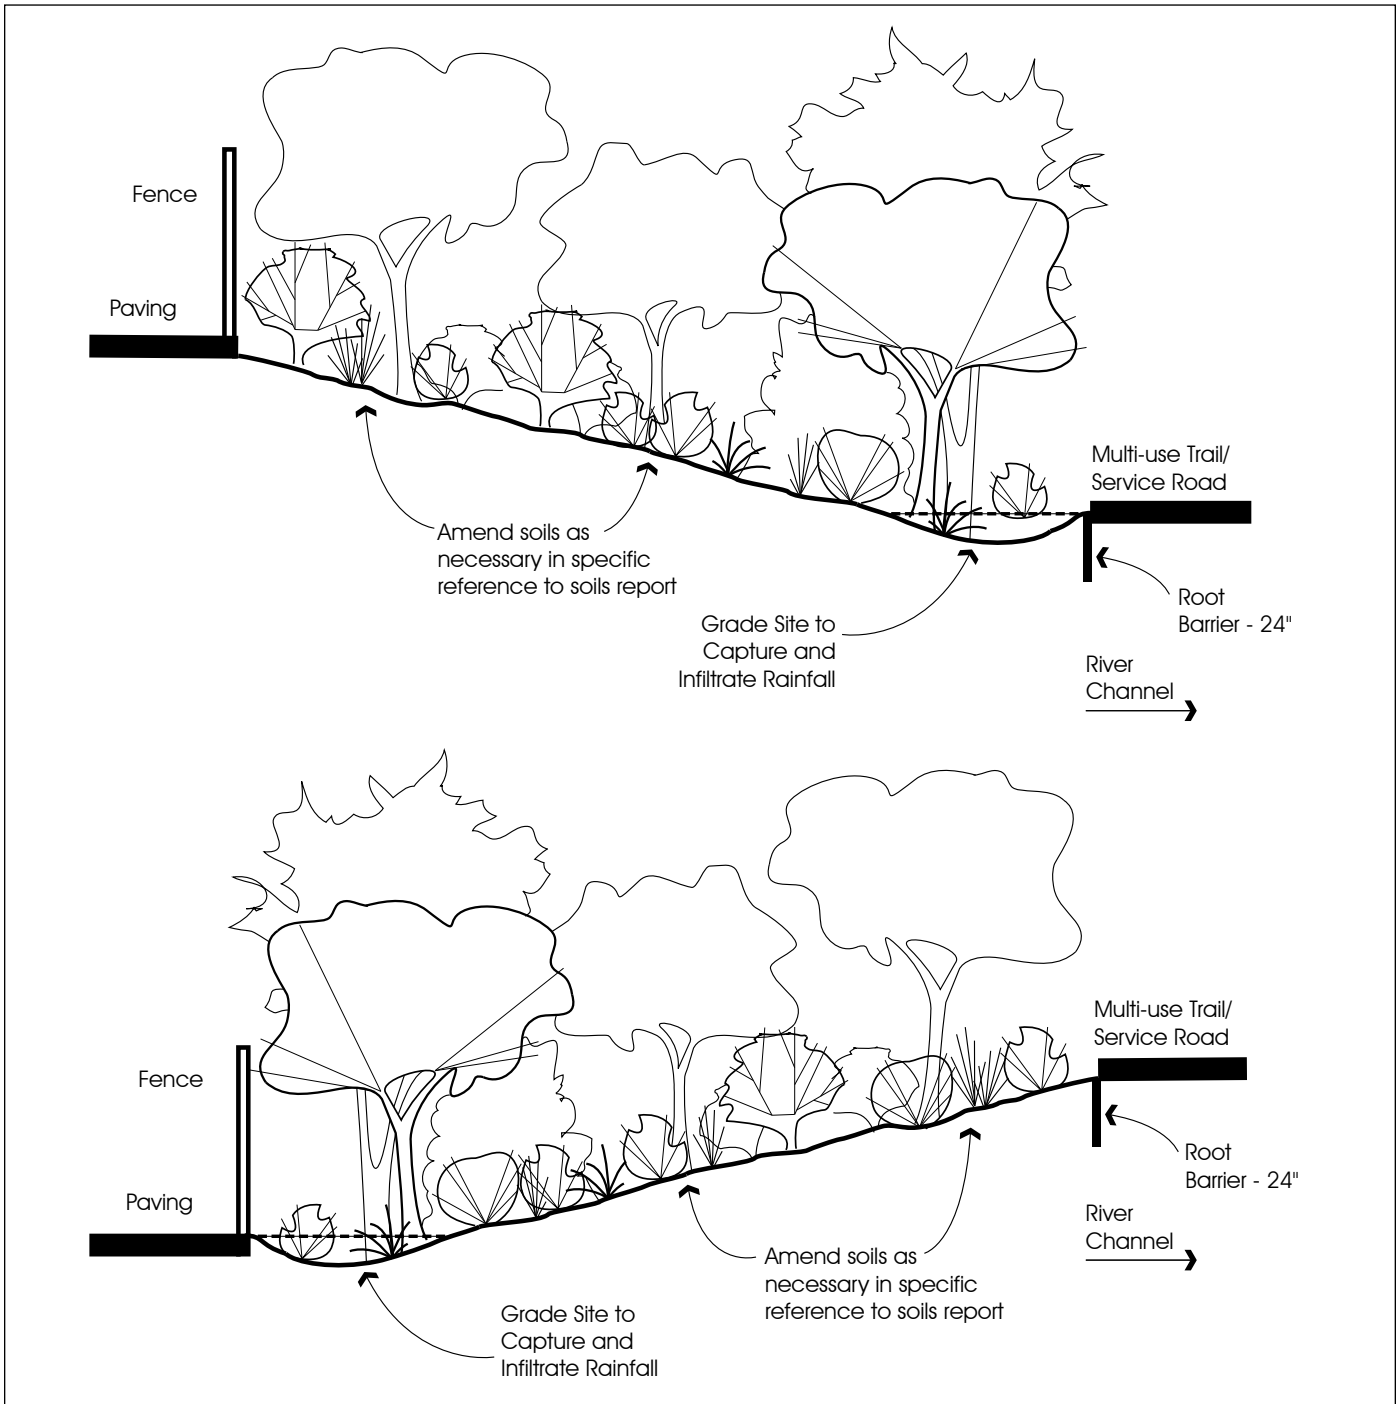 Fence
Paving
Multi-use Trail/
Service Road
Amend soils as
necessary in specific
reference to soils report
Root
Barrier - 24"
Grade Site to
Capture and
Infiltrate Rainfall
River
Channel
Multi-use Trail/
Service Road
Fence
Root
Barrier - 24"
Paving
River
Channel
Amend soils as
necessary in specific
reference to soils report
Grade Site to
Capture and
Infiltrate Rainfall